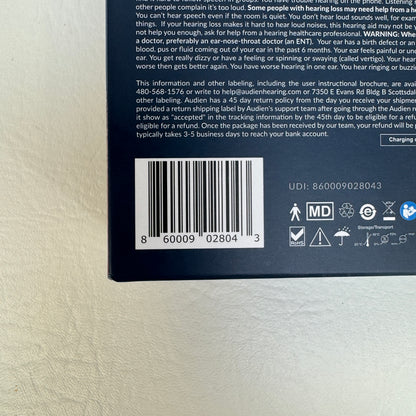 other people complain it's too loud. Some people with hearing loss may need help from a
You can't hear speech even if the room is quiet. You don't hear loud sounds well, for
things. If your hearing loss makes it hard to hear loud noises, this hearing aid may not be
not help you enough, ask for help from a hearing healthcare professional. WARNING:
a doctor, preferably an ear-nose-throat doctor (an ENT). Your ear has a birth defect or an
blood, pus or fluid coming out of your ear in the past 6 months. Your ear feels painful or
ear. You get really dizzy or have a feeling or spinning or swaying (called vertigo). Your
worse then gets better again. You have worse hearing in one ear. You hear ringing or
This information and other labeling, including the user instructional brochure, are
480-568-1576 or write to help@audienhearing.com or 7350 E Evans Rd Bldg B
other labeling. Audien has a 45 day return policy from the day you receive your
provided a return shipping label by Audien's support team after going through the Audien
it show as "accepted" in the tracking information by the 45th day to be eligible for a
eligible for a refund. Once the package has been received by our team, your refund will be
typically takes 3-5 business days to reach your bank account.
Charging
UDI: 860009028043
MD
RoHS
Storage/Transport
8 60009 02804 3